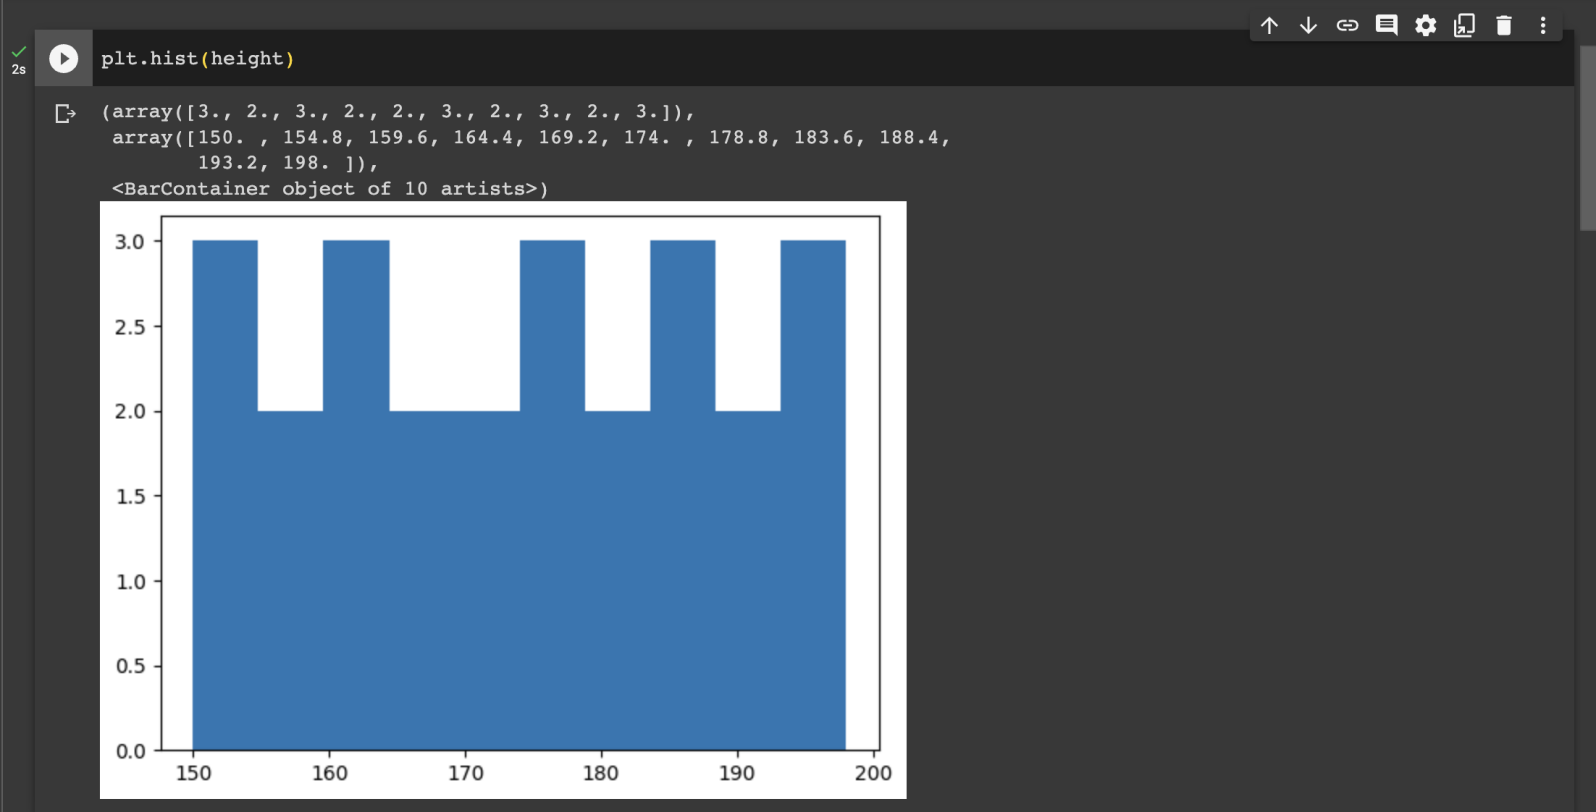 2s
plt.hist(height)
(array([3., 2., 3., 2., 2., 3., 2., 3., 2., 3.]),
 array([150. , 154.8, 159.6, 164.4, 169.2, 174. , 178.8, 183.6, 188.4,
        193.2, 198. ]),
 <BarContainer object of 10 artists>)
3.0
2.5
2.0
1.5
1.0
0.5
0.0
150 160 170 180 190 200